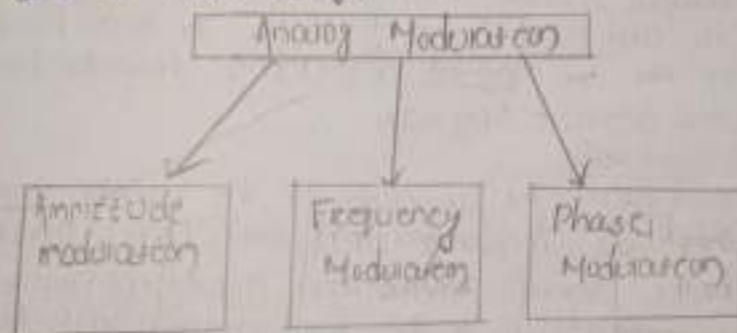 Analog Modulation
Amplitude
modulation
Frequency
Modulation
Phase
Modulation